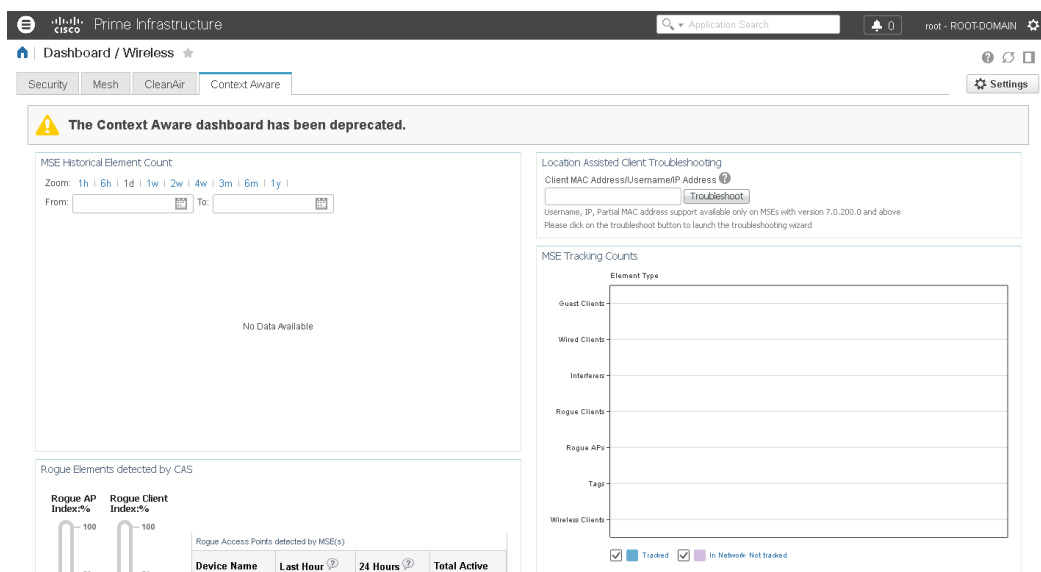 cisco Prime Infrastructure
Application Search
0
root - ROOT-DOMAIN
Dashboard / Wireless
Security Mesh CleanAir Context Aware
Settings
The Context Aware dashboard has been deprecated.
MSE Historical Element Count
Zoom: 1h | 6h | 1d | 1w | 2w | 4w | 3m | 6m | 1y |
From: To:
No Data Available
Rogue Elements detected by CAS
Rogue AP Index:%
Rogue Client Index:%
100
100
Rogue Access Points detected by MSE(s)
Device Name Last Hour 24 Hours Total Active
Location Assisted Client Troubleshooting
Client MAC Address/Username/IP Address
Troubleshoot
Username, IP, Partial MAC address support available only on MSEs with version 7.0.200.0 and above
Please click on the troubleshoot button to launch the troubleshooting wizard
MSE Tracking Counts
Element Type
Guest Clients
Wired Clients
Interferers
Rogue Clients
Rogue APs
Tags
Wireless Clients
Tracked In Network- Not tracked